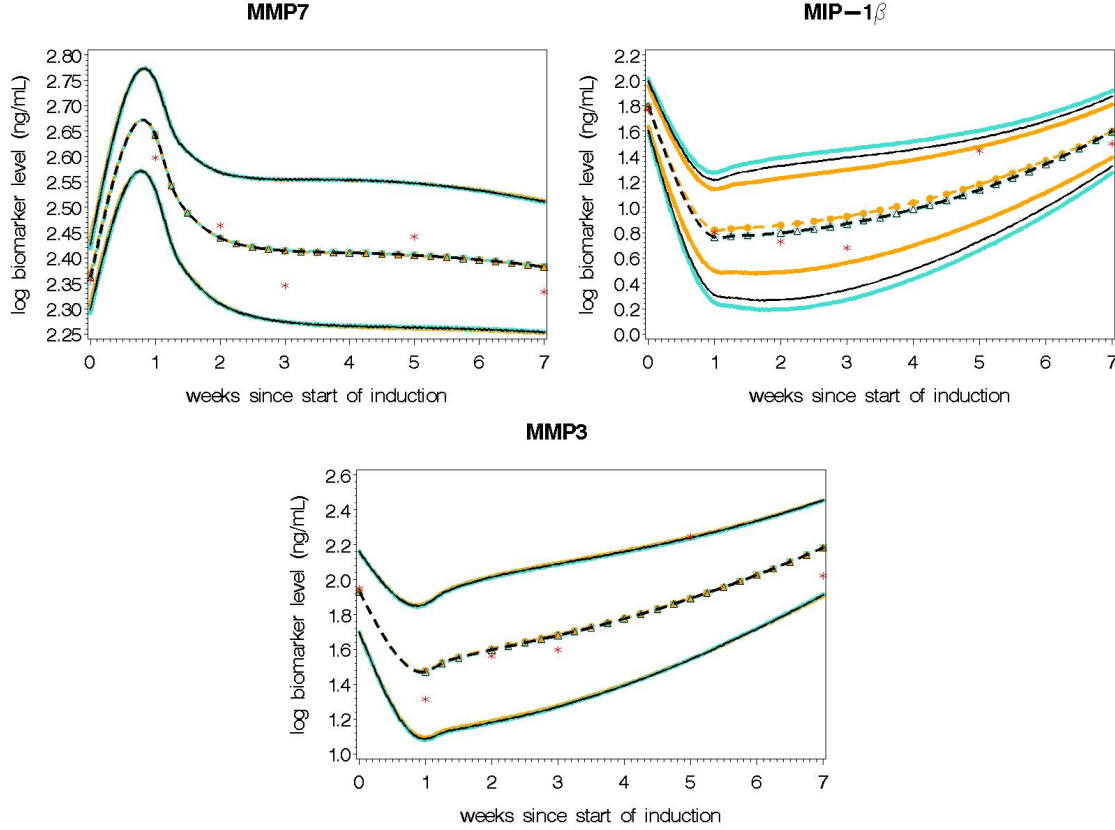 MMP7
log biomarker level (ng/mL)
2.80
2.75
2.70
2.65
2.60
2.55
2.50
2.45
2.40
2.35
2.30
2.25
0 1 2 3 4 5 6 7
weeks since start of induction
MIP−1β
log biomarker level (ng/mL)
2.2
2.0
1.8
1.6
1.4
1.2
1.0
0.8
0.6
0.4
0.2
0.0
0 1 2 3 4 5 6 7
weeks since start of induction
MMP3
log biomarker level (ng/mL)
2.6
2.4
2.2
2.0
1.8
1.6
1.4
1.2
1.0
0 1 2 3 4 5 6 7
weeks since start of induction